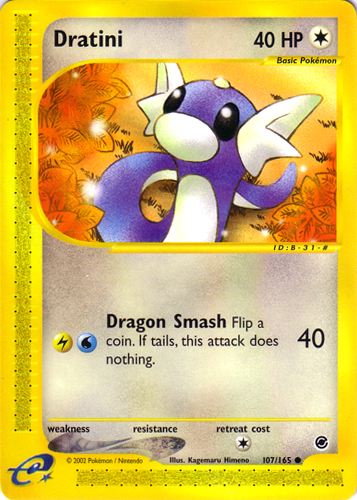 Dratini
40 HP
Basic Pokémon
ID:B-31-#
Dragon Smash Flip a
coin. If tails, this attack does
nothing.
40
weakness resistance retreat cost
©2002 Pokémon / Nintendo Illus. Kagemaru Himeno 107/165
e